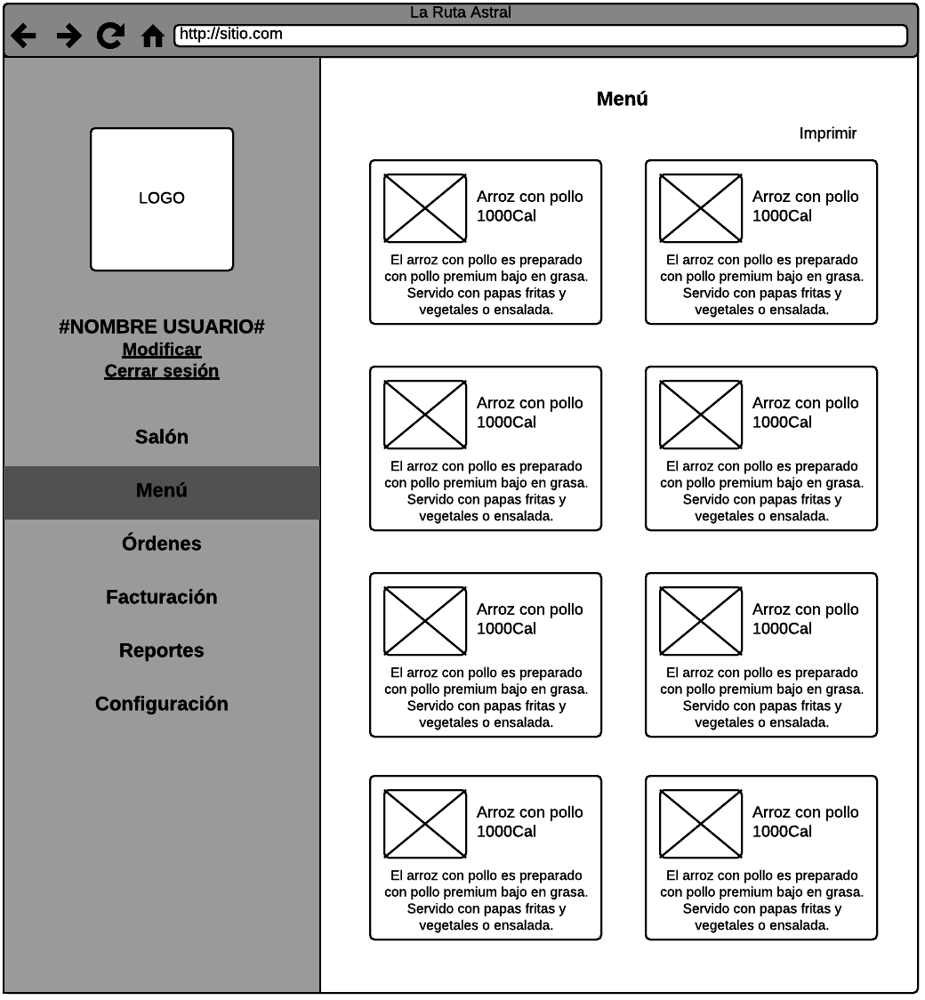 La Ruta Astral
http://sitio.com
LOGO
#NOMBRE USUARIO#
Modificar
Cerrar sesión
Salón
Menú
Órdenes
Facturación
Reportes
Configuración
Menú
Imprimir
Arroz con pollo
1000Cal
El arroz con pollo es preparado
con pollo premium bajo en grasa.
Servido con papas fritas y
vegetales o ensalada.
Arroz con pollo
1000Cal
El arroz con pollo es preparado
con pollo premium bajo en grasa.
Servido con papas fritas y
vegetales o ensalada.
Arroz con pollo
1000Cal
El arroz con pollo es preparado
con pollo premium bajo en grasa.
Servido con papas fritas y
vegetales o ensalada.
Arroz con pollo
1000Cal
El arroz con pollo es preparado
con pollo premium bajo en grasa.
Servido con papas fritas y
vegetales o ensalada.
Arroz con pollo
1000Cal
El arroz con pollo es preparado
con pollo premium bajo en grasa.
Servido con papas fritas y
vegetales o ensalada.
Arroz con pollo
1000Cal
El arroz con pollo es preparado
con pollo premium bajo en grasa.
Servido con papas fritas y
vegetales o ensalada.
Arroz con pollo
1000Cal
El arroz con pollo es preparado
con pollo premium bajo en grasa.
Servido con papas fritas y
vegetales o ensalada.
Arroz con pollo
1000Cal
El arroz con pollo es preparado
con pollo premium bajo en grasa.
Servido con papas fritas y
vegetales o ensalada.